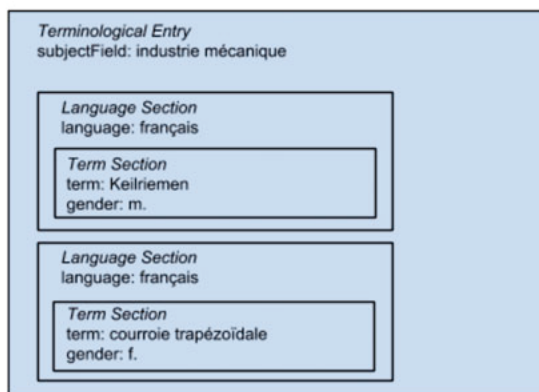 Terminological Entry
subjectField: industrie mécanique
Language Section
language: français
Term Section
term: Keilriemen
gender: m.
Language Section
language: français
Term Section
term: courroie trapézoïdale
gender: f.